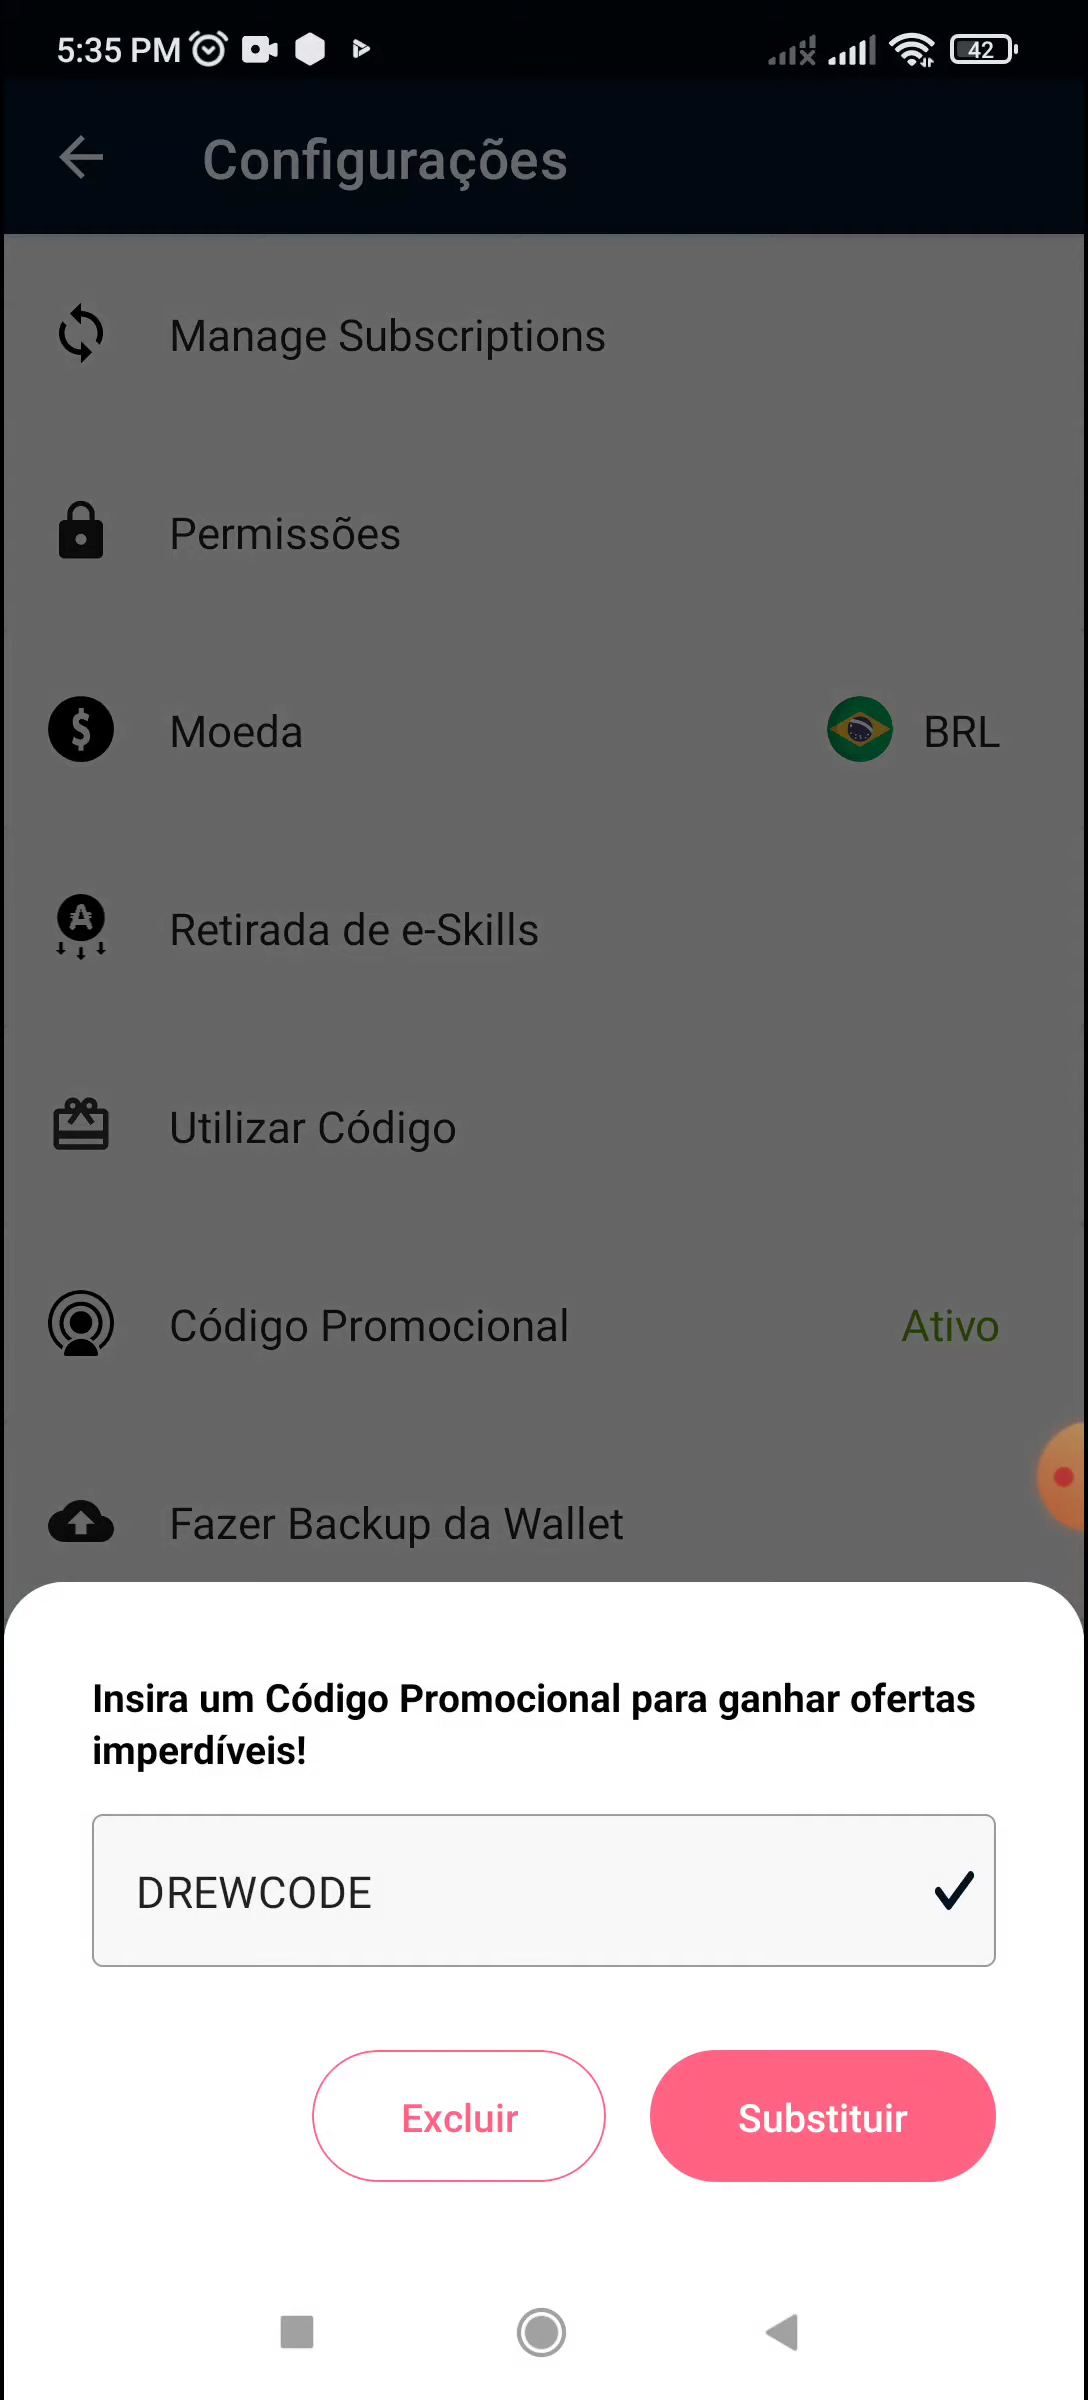 5:35 PM
42
Configurações
Manage Subscriptions
Permissões
Moeda BRL
Retirada de e-Skills
Utilizar Código
Código Promocional Ativo
Fazer Backup da Wallet
Insira um Código Promocional para ganhar ofertas
imperdíveis!
DREWCODE
Excluir Substituir